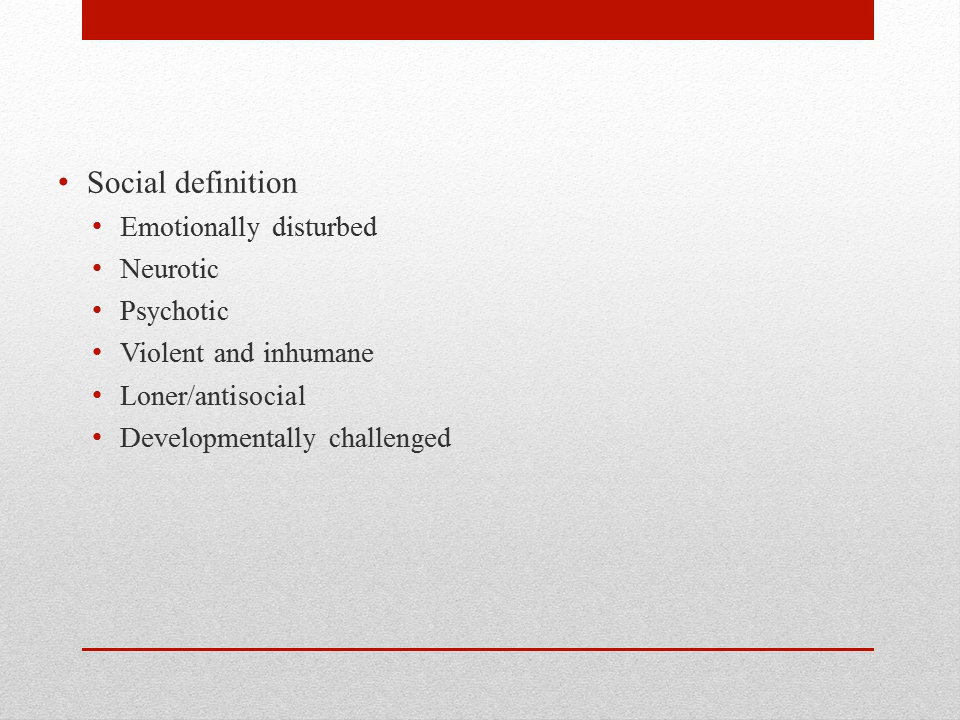 • Social definition
• Emotionally disturbed
• Neurotic
• Psychotic
• Violent and inhumane
• Loner/antisocial
• Developmentally challenged